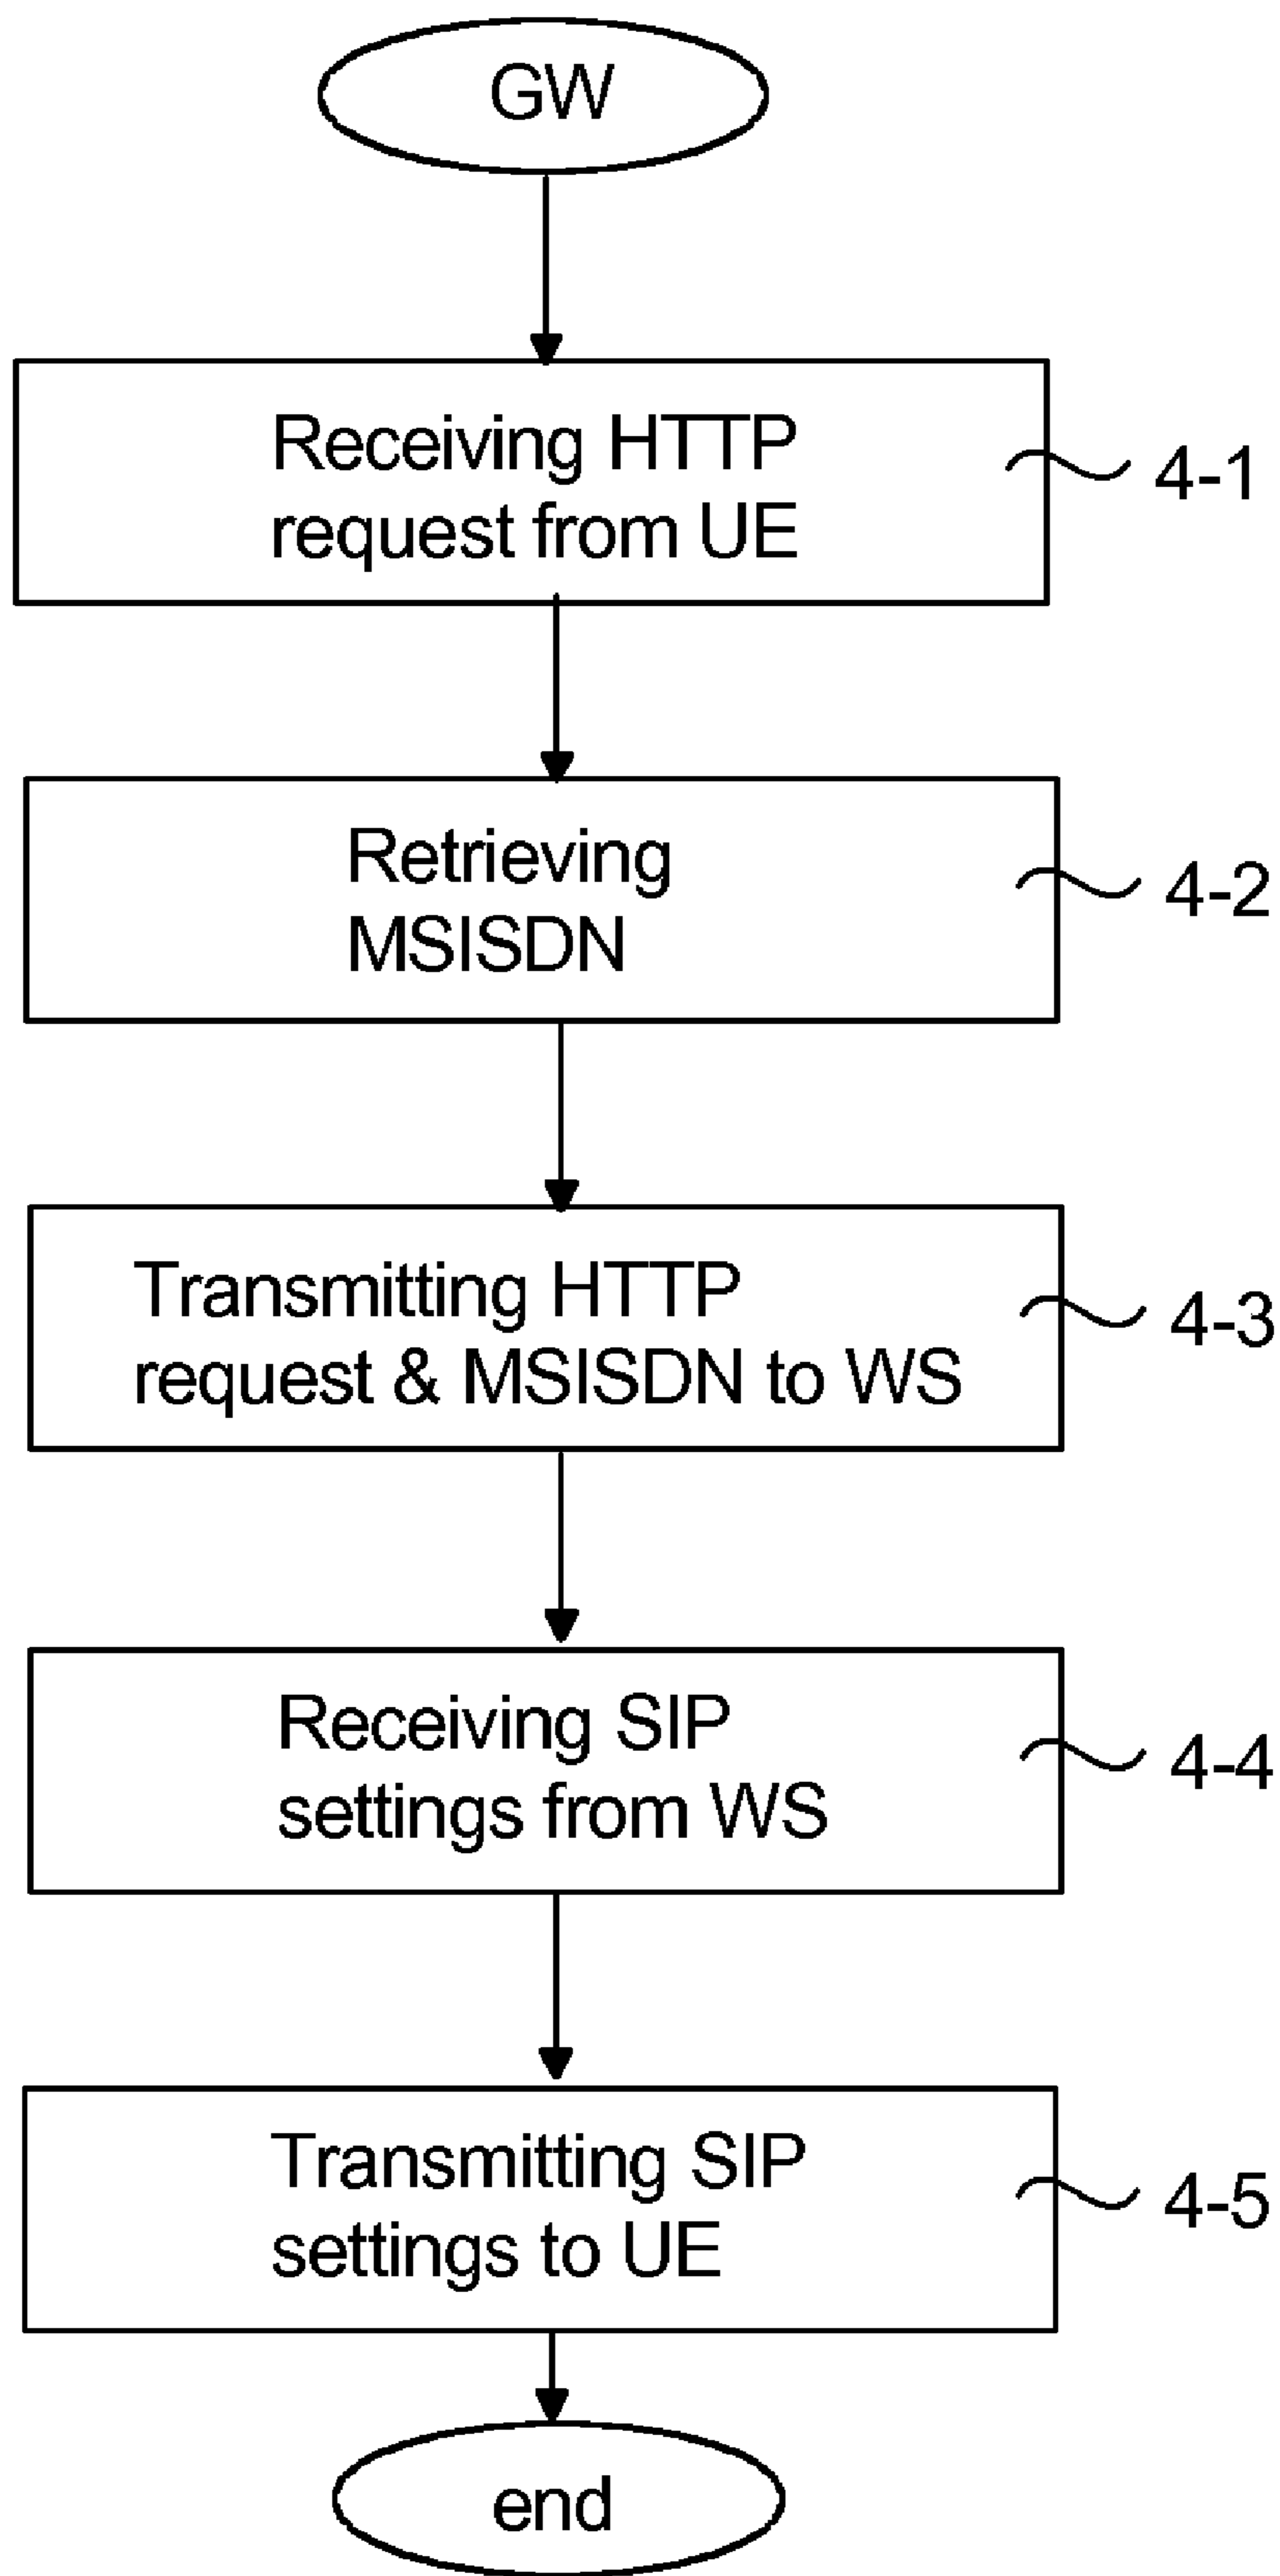 GW
Receiving HTTP
request from UE
4-1
Retrieving
MSISDN
4-2
Transmitting HTTP
request & MSISDN to WS
4-3
Receiving SIP
settings from WS
4-4
Transmitting SIP
settings to UE
4-5
end